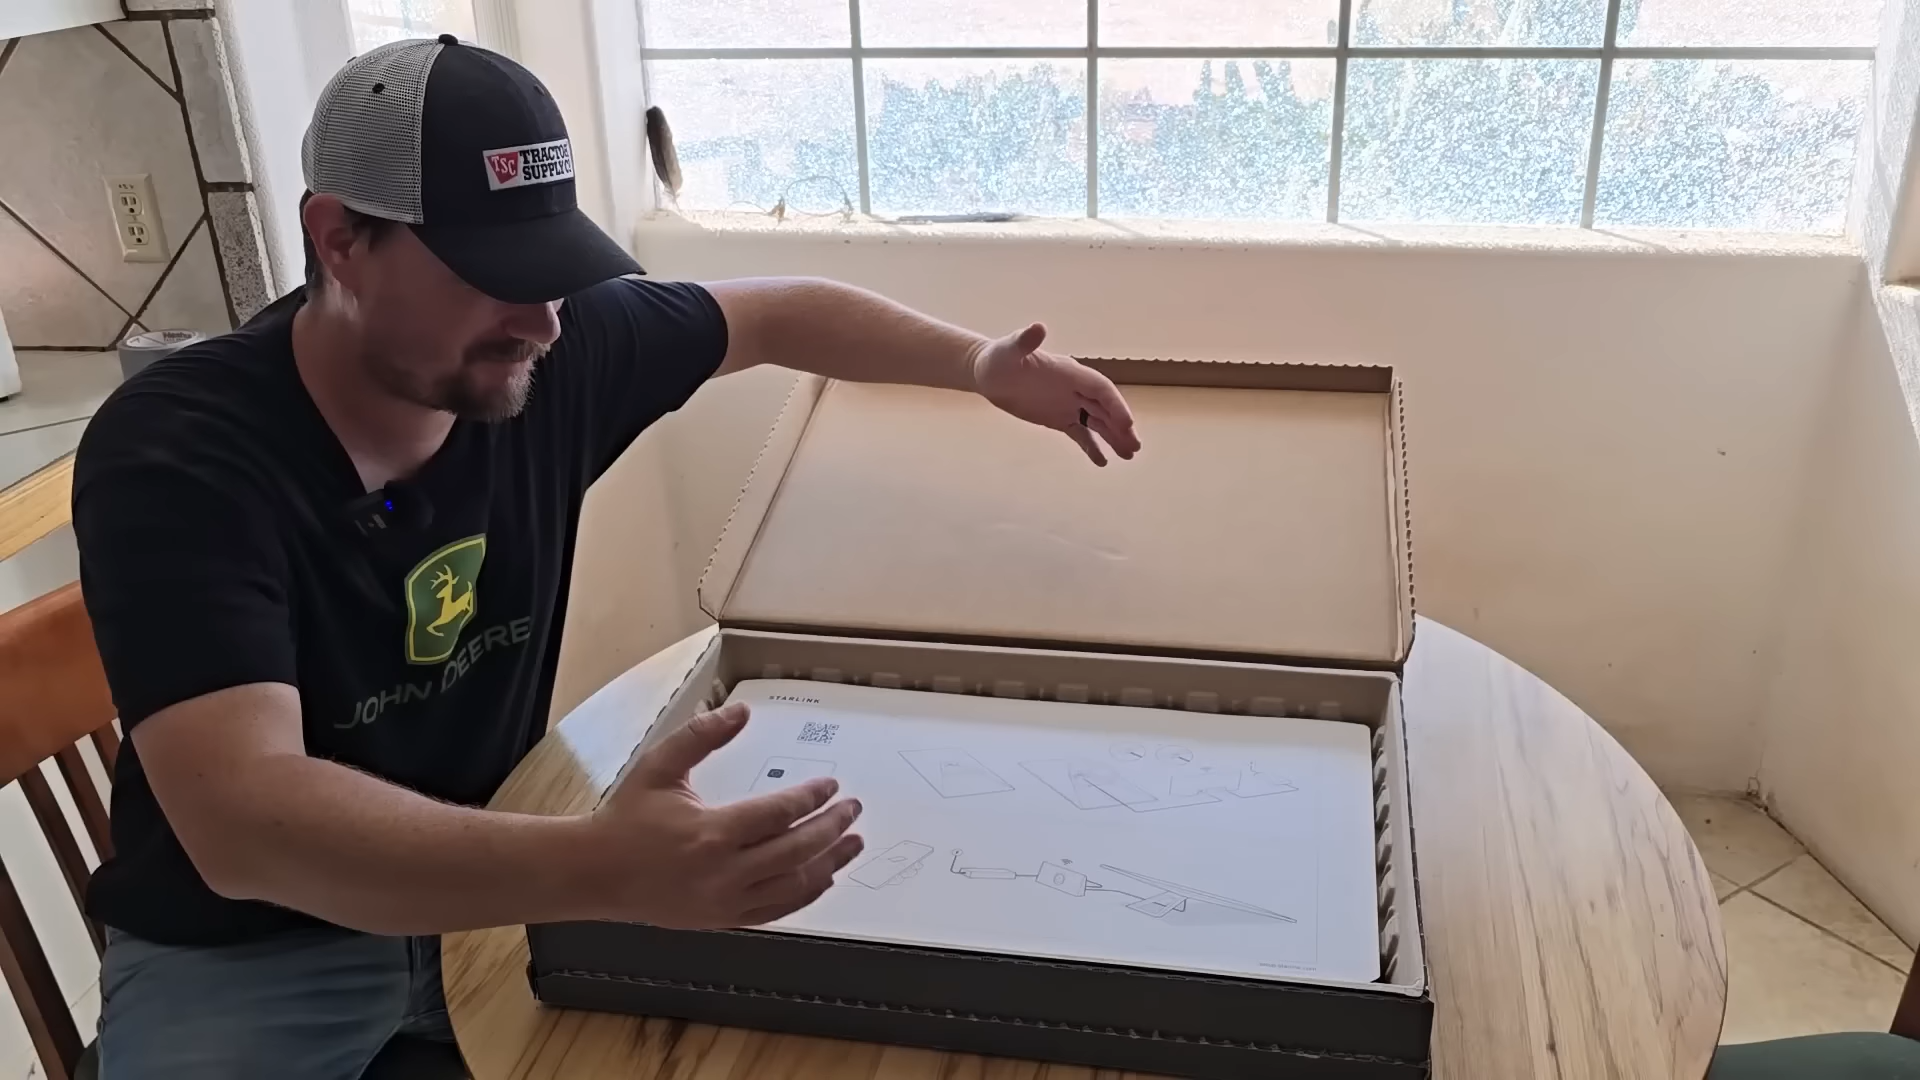 TSC
TRACTOR
SUPPLY CO
JOHN DEERE
STARLINK